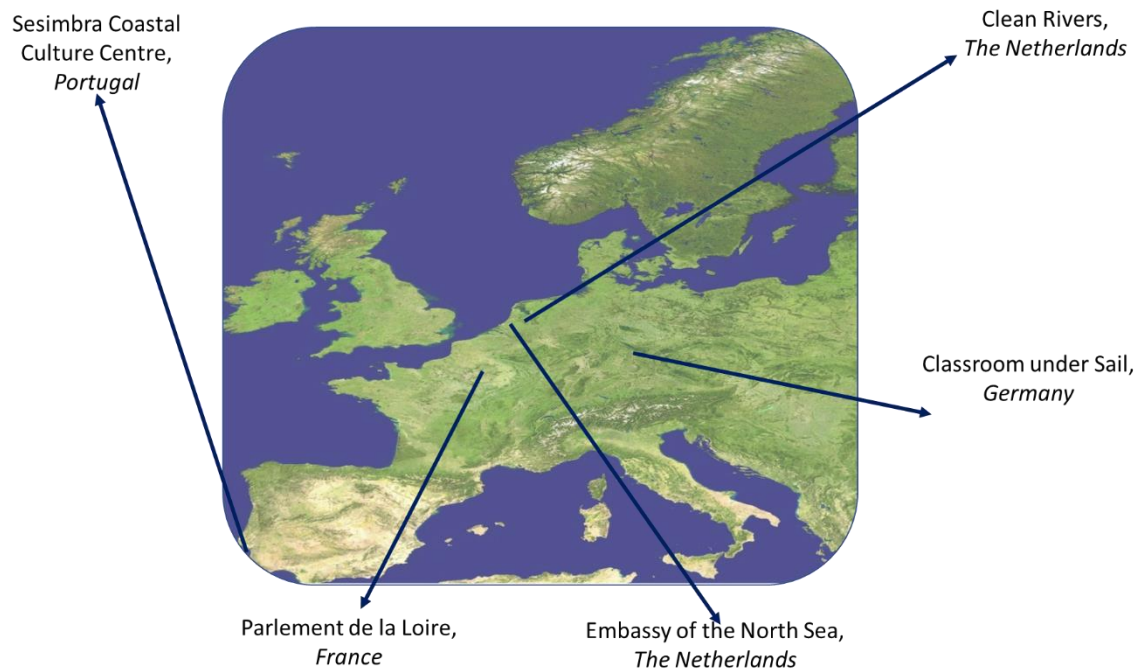 Sesimbra Coastal
Culture Centre,
Portugal
Clean Rivers,
The Netherlands
Classroom under Sail,
Germany
Parlement de la Loire,
France
Embassy of the North Sea,
The Netherlands